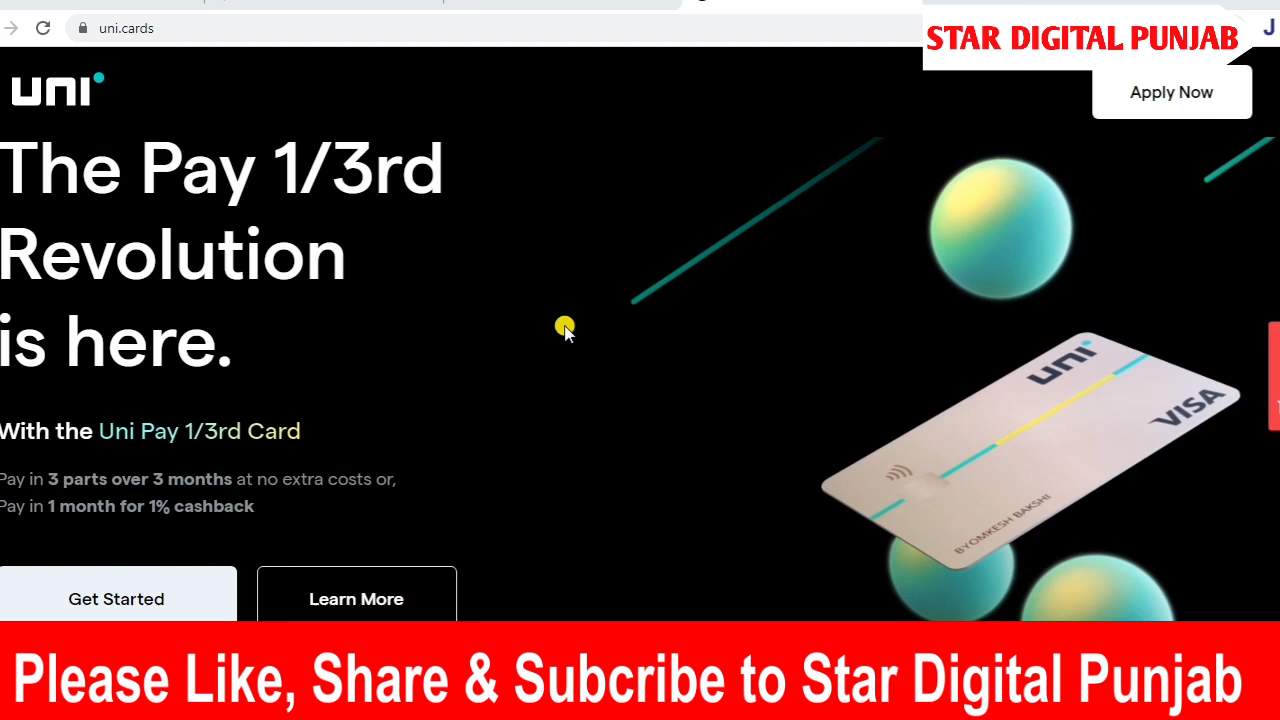 uni.cards
STAR DIGITAL PUNJAB
J
uni
Apply Now
The Pay 1/3rd
Revolution
is here.
With the Uni Pay 1/3rd Card
Pay in 3 parts over 3 months at no extra costs or,
Pay in 1 month for 1% cashback
Get Started
Learn More
uni
VISA
BYOMKESH BAKSHI
Please Like, Share & Subcribe to Star Digital Punjab